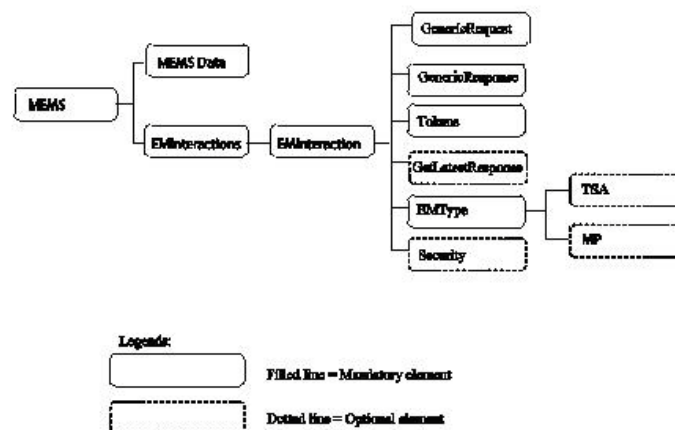 GenericRequest
MEMS Data
GenericResponse
MEMS
Tokens
EMInteractions
EMInteraction
GetLatestResponse
TSA
EMType
MP
Security
Legends:
Filled line = Mandatory element
Dotted line = Optional element